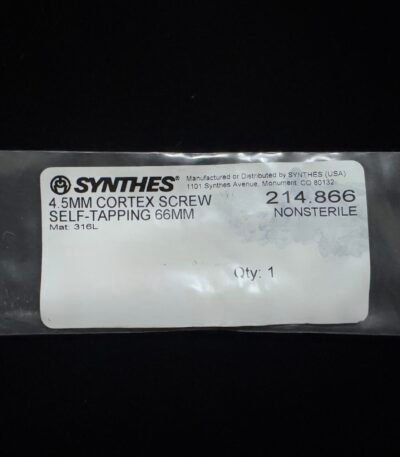 SYNTHES®
Manufactured or Distributed by SYNTHES (USA)
1101 Synthes Avenue, Monument, CO 80132
4.5MM CORTEX SCREW
SELF-TAPPING 66MM
Mat: 316L
214.866
NONSTERILE
Qty: 1